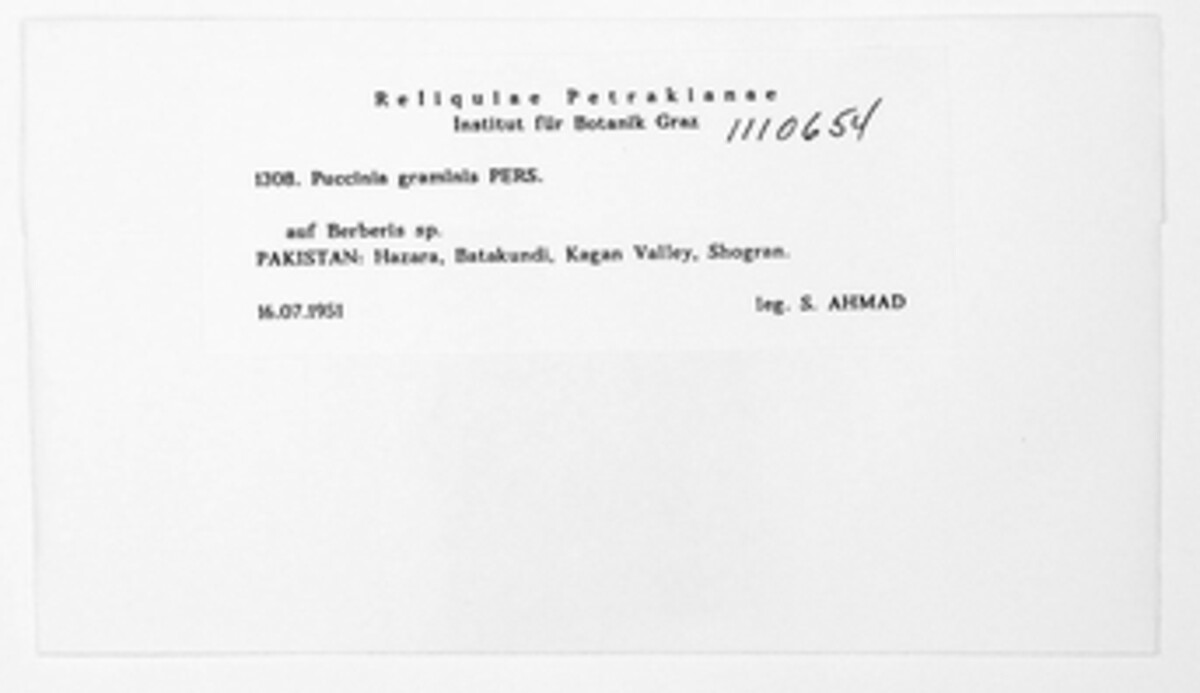 Reliquiae Petrakianae
Institut für Botanik Graz 1110654
1308. Puccinia graminis PERS.
auf Berberis sp.
PAKISTAN: Hazara, Batakundi, Kagan Valley, Shogran.
16.07.1951 leg. S. AHMAD